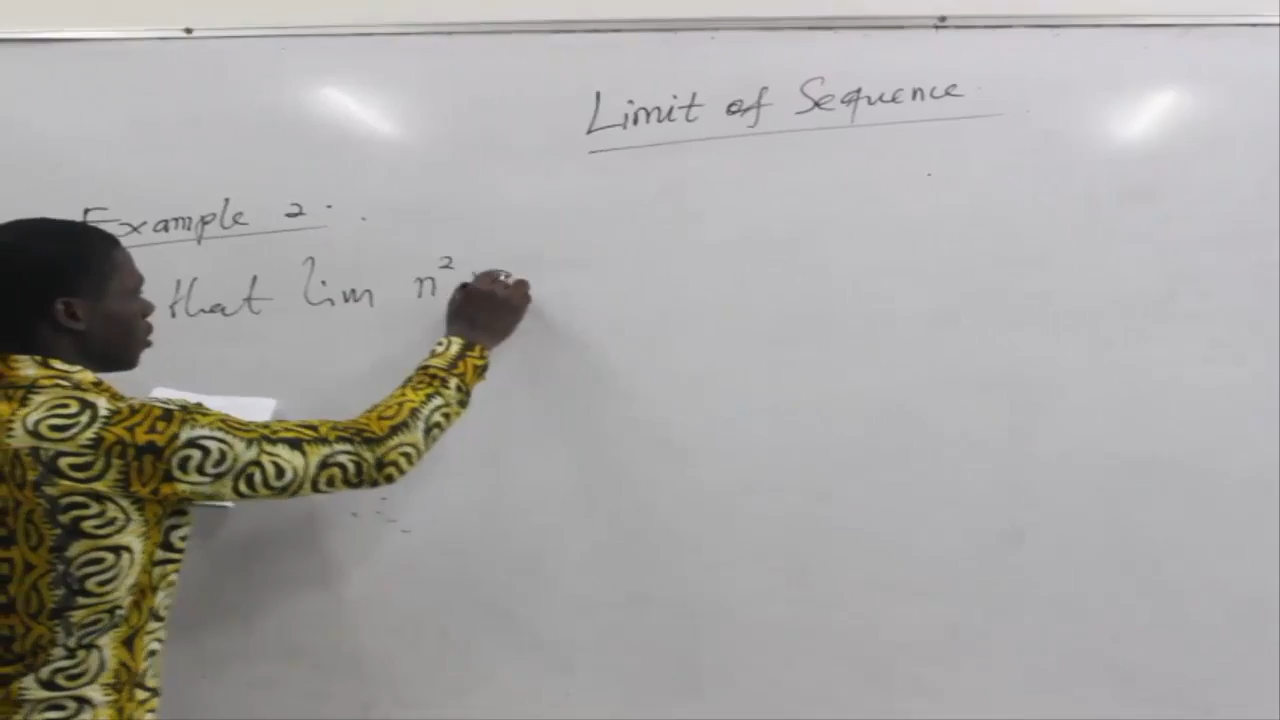 Limit of Sequence
Example 2.
that lim n²